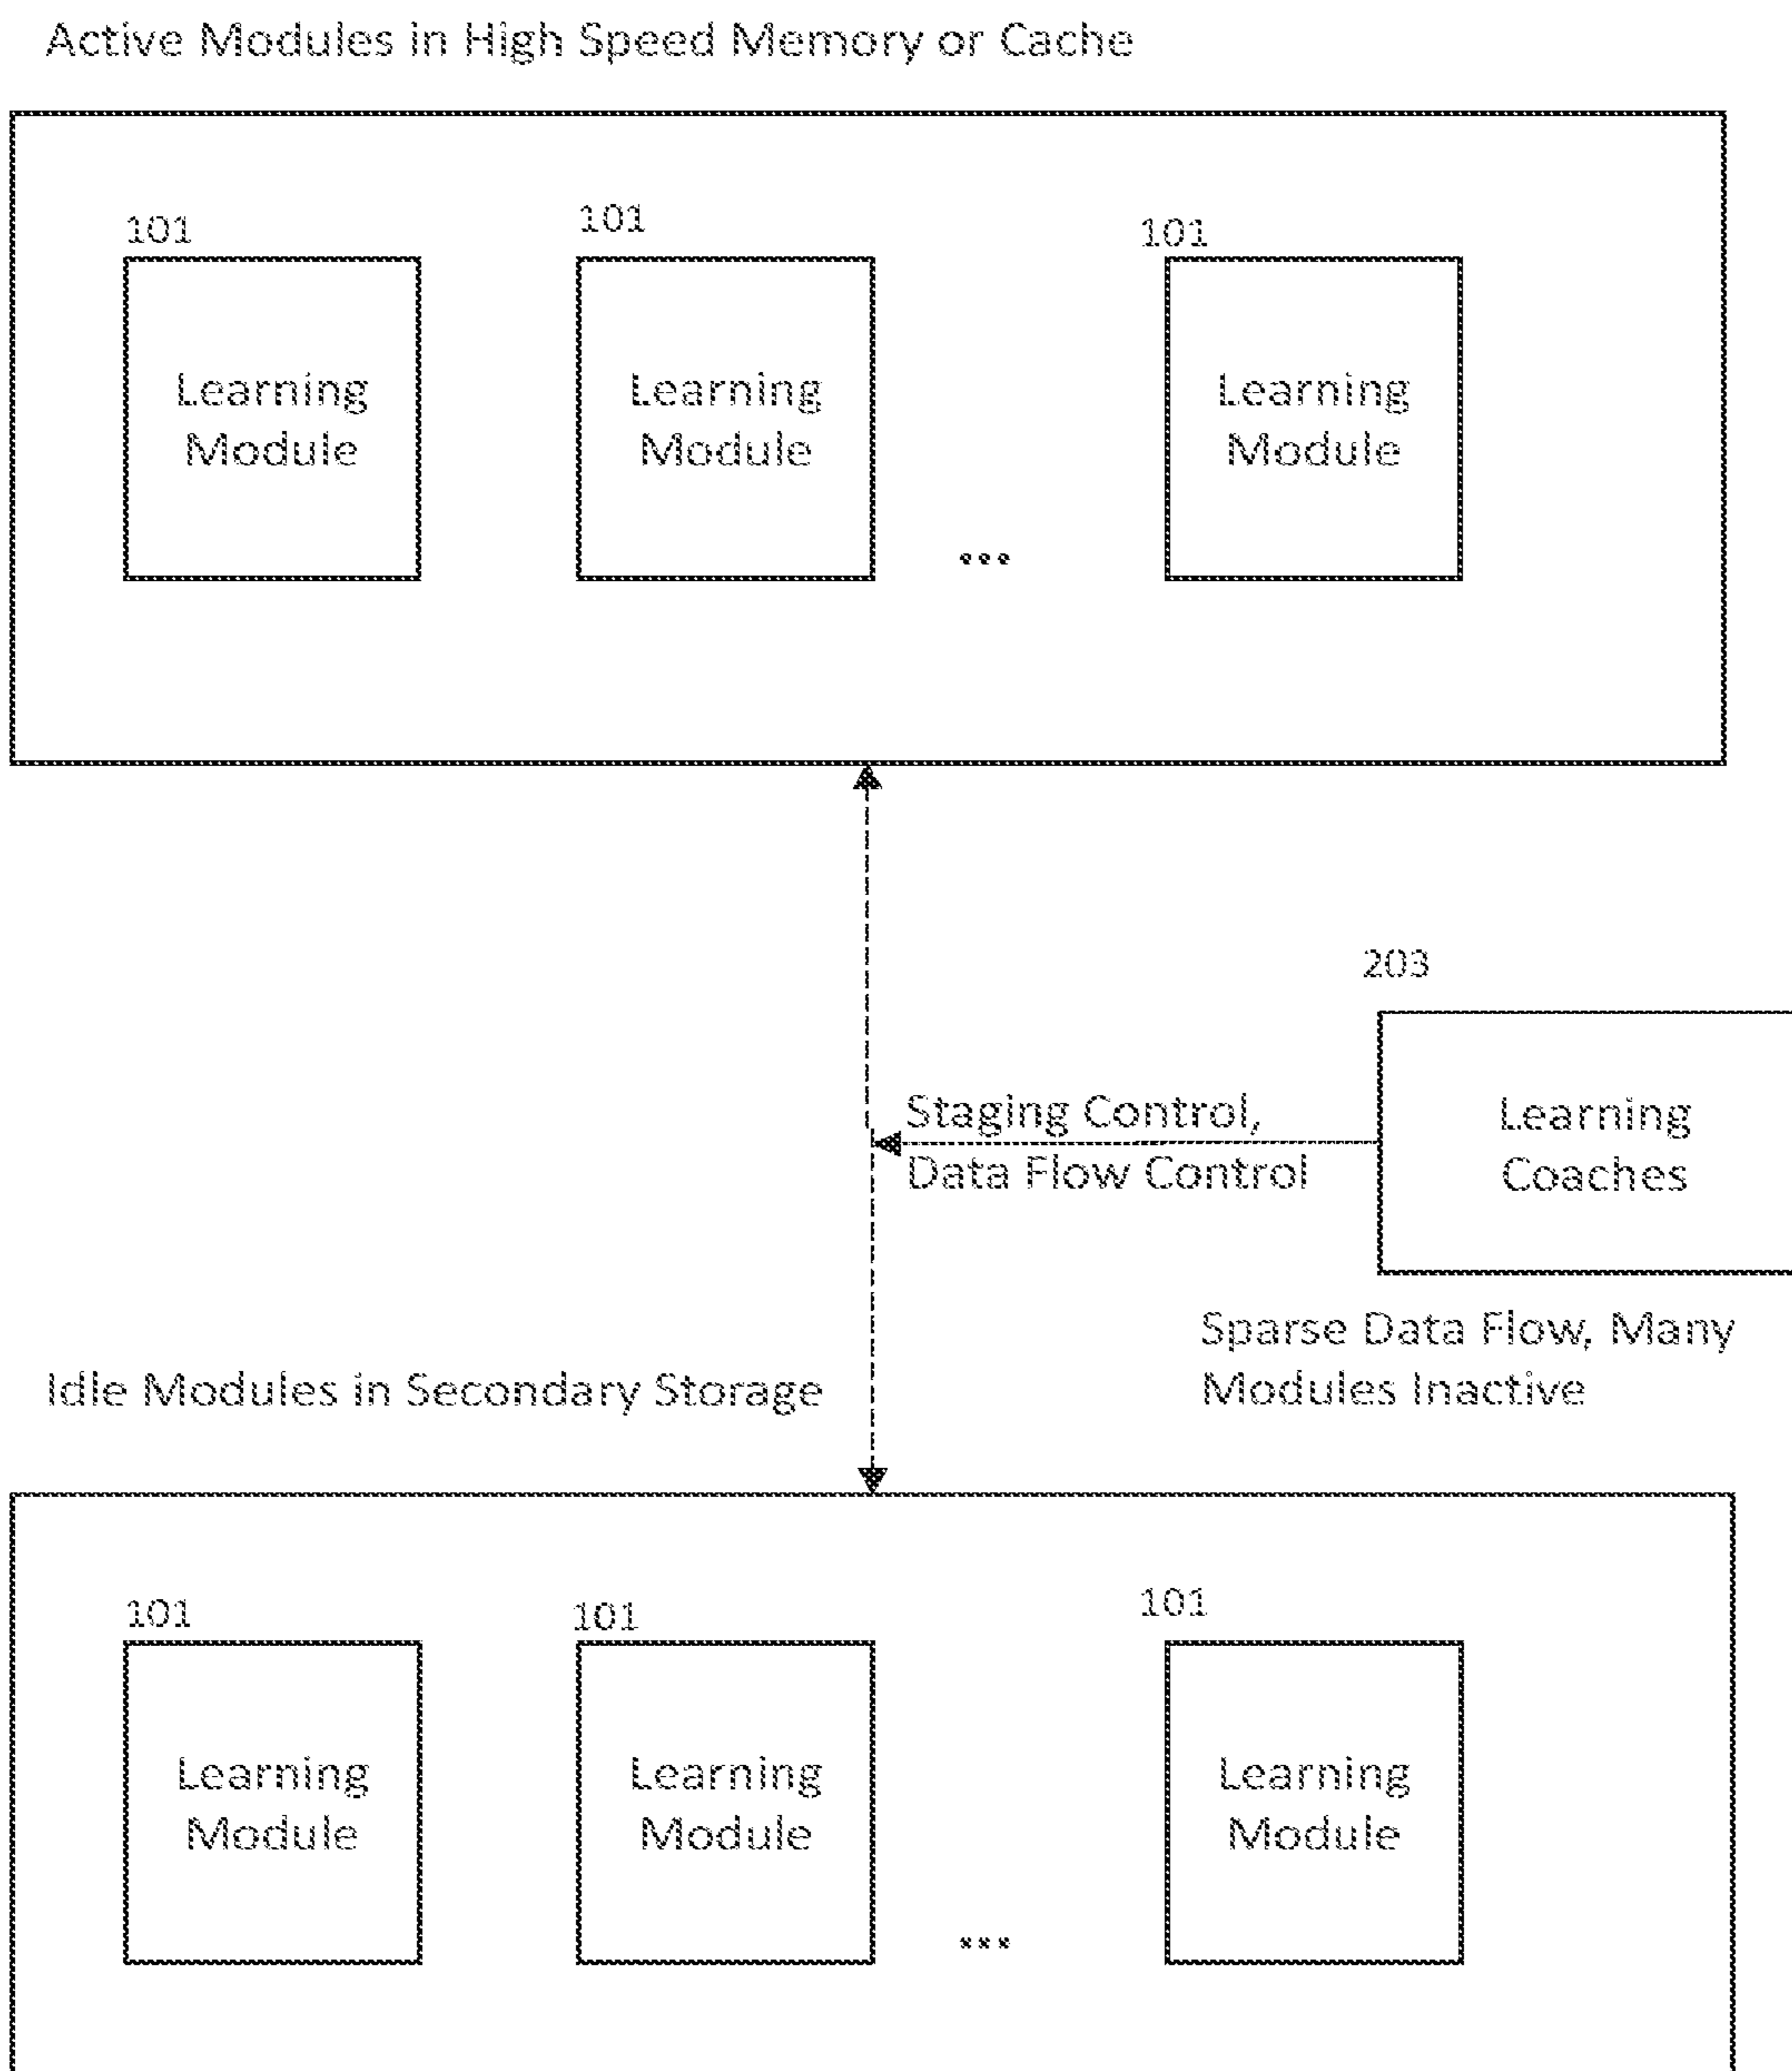 Active Modules in High Speed Memory or Cache
101
101
101
Learning
Module
Learning
Module
...
Learning
Module
203
Staging Control,
Data Flow Control
Learning
Coaches
Sparse Data Flow, Many
Modules Inactive
Idle Modules in Secondary Storage
101
101
101
Learning
Module
Learning
Module
...
Learning
Module